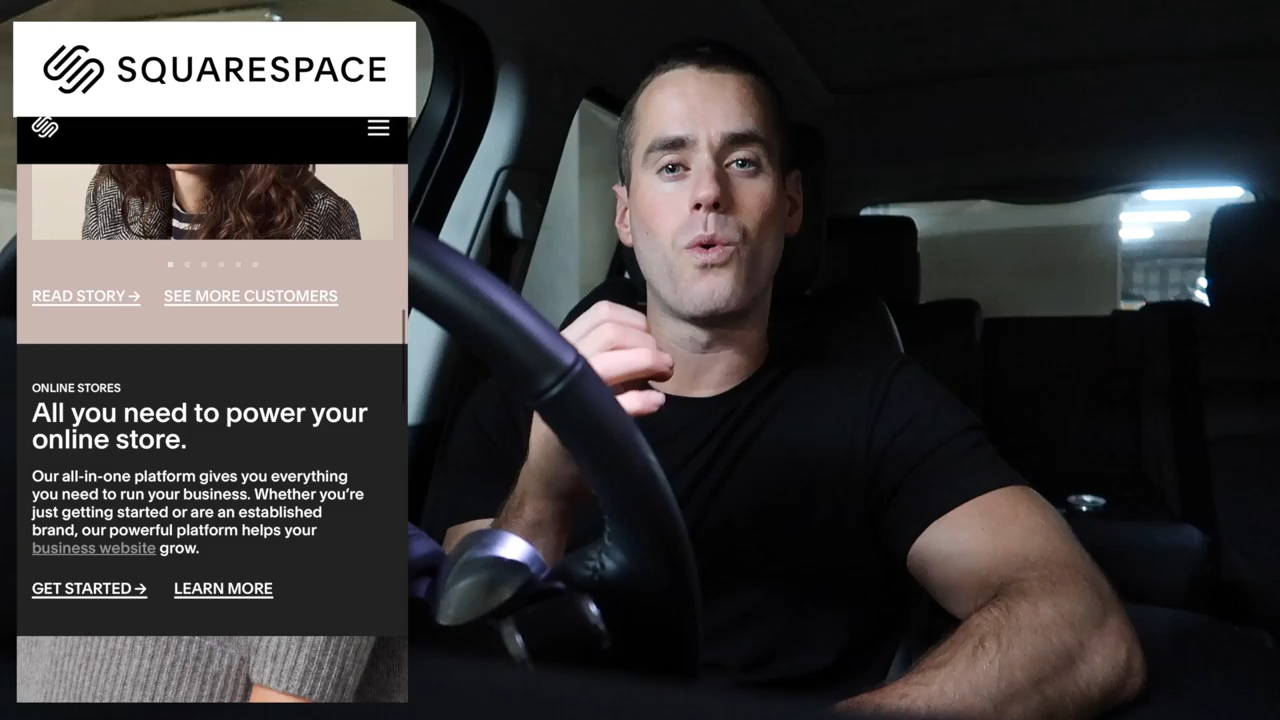 SQUARESPACE
READ STORY → SEE MORE CUSTOMERS
ONLINE STORES
All you need to power your
online store.
Our all-in-one platform gives you everything
you need to run your business. Whether you're
just getting started or are an established
brand, our powerful platform helps your
business website grow.
GET STARTED → LEARN MORE